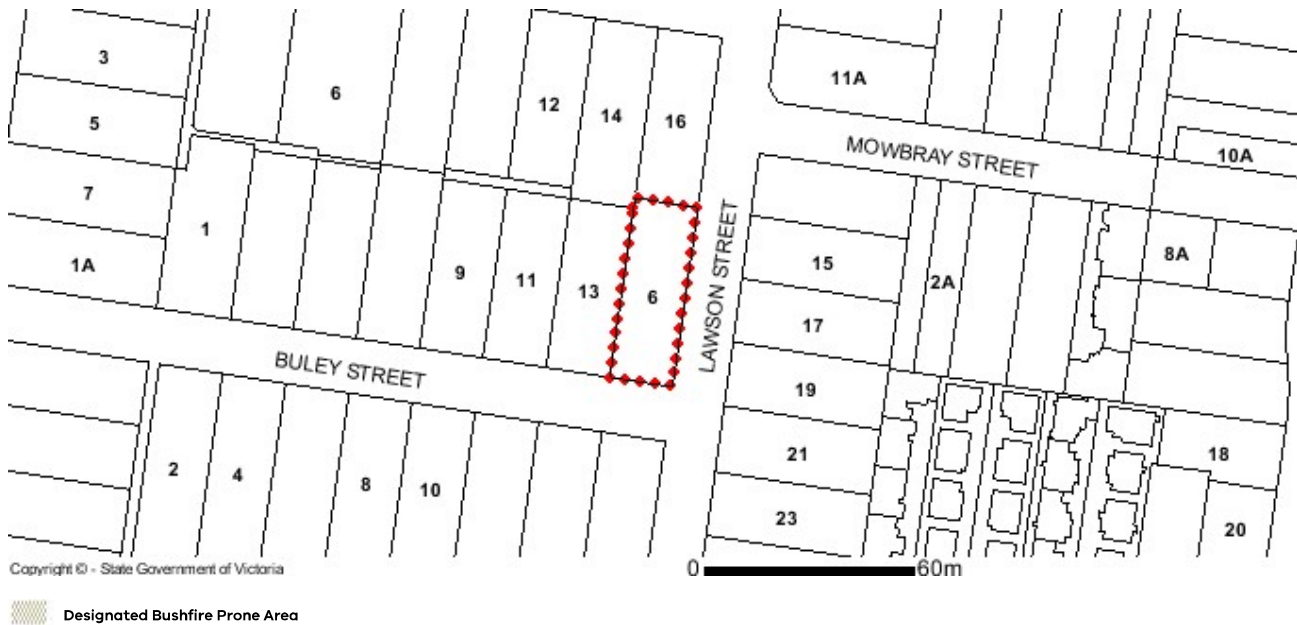 3
6
12
14
16
11A
5
MOWBRAY STREET
10A
7
1
1A
9
11
13
6
LAWSON STREET
15
2A
8A
17
BULEY STREET
19
2
4
8
10
21
18
23
20
Copyright © - State Government of Victoria
0
60m
Designated Bushfire Prone Area